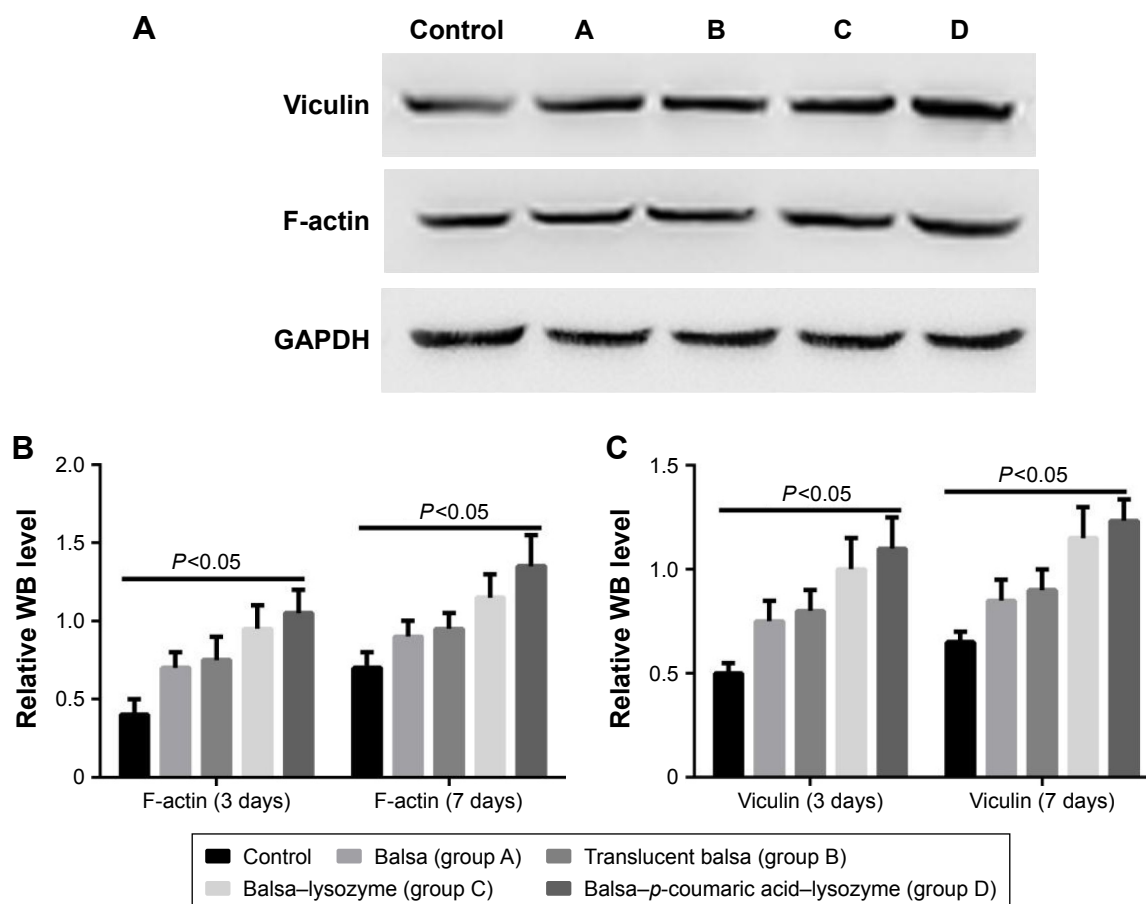 A
Control A B C D
Viculin
F-actin
GAPDH
B
Relative WB level
2.0
1.5
1.0
0.5
0
P<0.05
P<0.05
F-actin (3 days) F-actin (7 days)
C
Relative WB level
1.5
1.0
0.5
0
P<0.05
P<0.05
Viculin (3 days) Viculin (7 days)
Control Balsa (group A) Translucent balsa (group B)
Balsa–lysozyme (group C) Balsa–p-coumaric acid–lysozyme (group D)